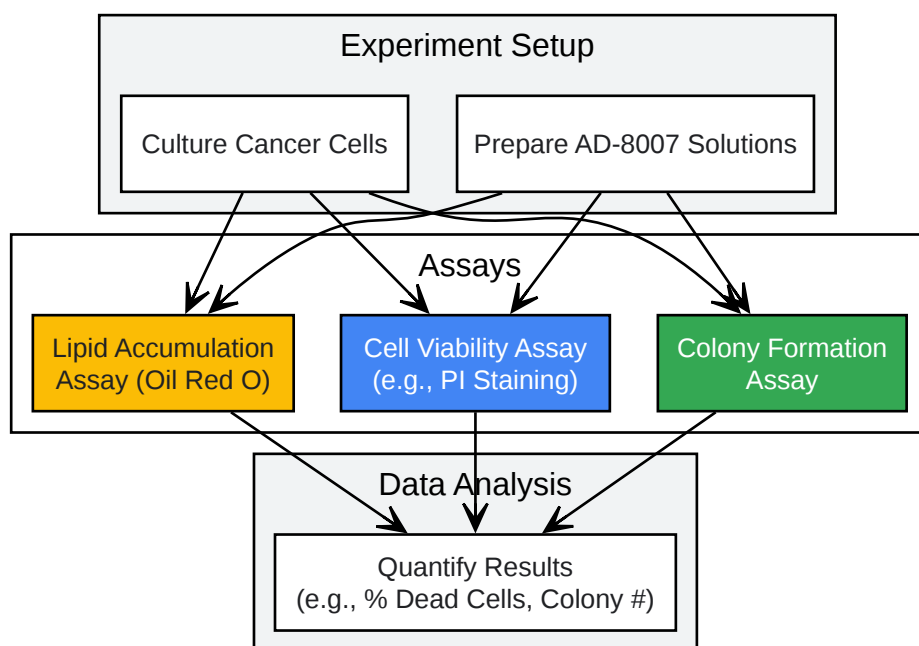 Experiment Setup
Culture Cancer Cells
Prepare AD-8007 Solutions
Assays
Lipid Accumulation
Assay (Oil Red O)
Cell Viability Assay
(e.g., PI Staining)
Colony Formation
Assay
Data Analysis
Quantify Results
(e.g., % Dead Cells, Colony #)